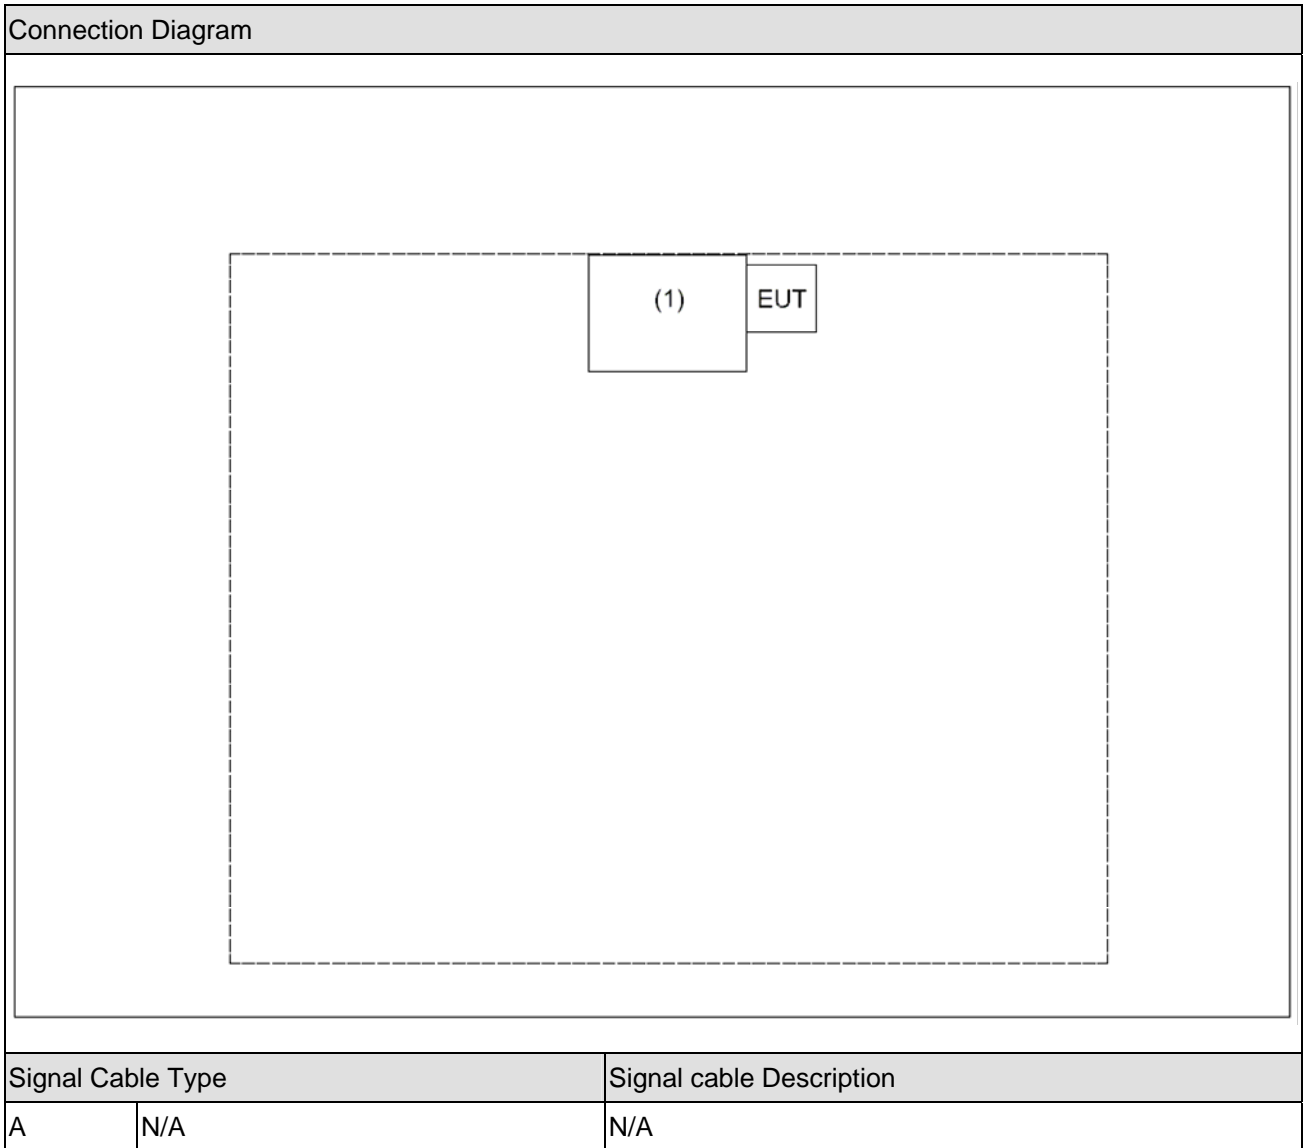 Connection Diagram
(1) EUT
Signal Cable Type Signal cable Description
A N/A N/A